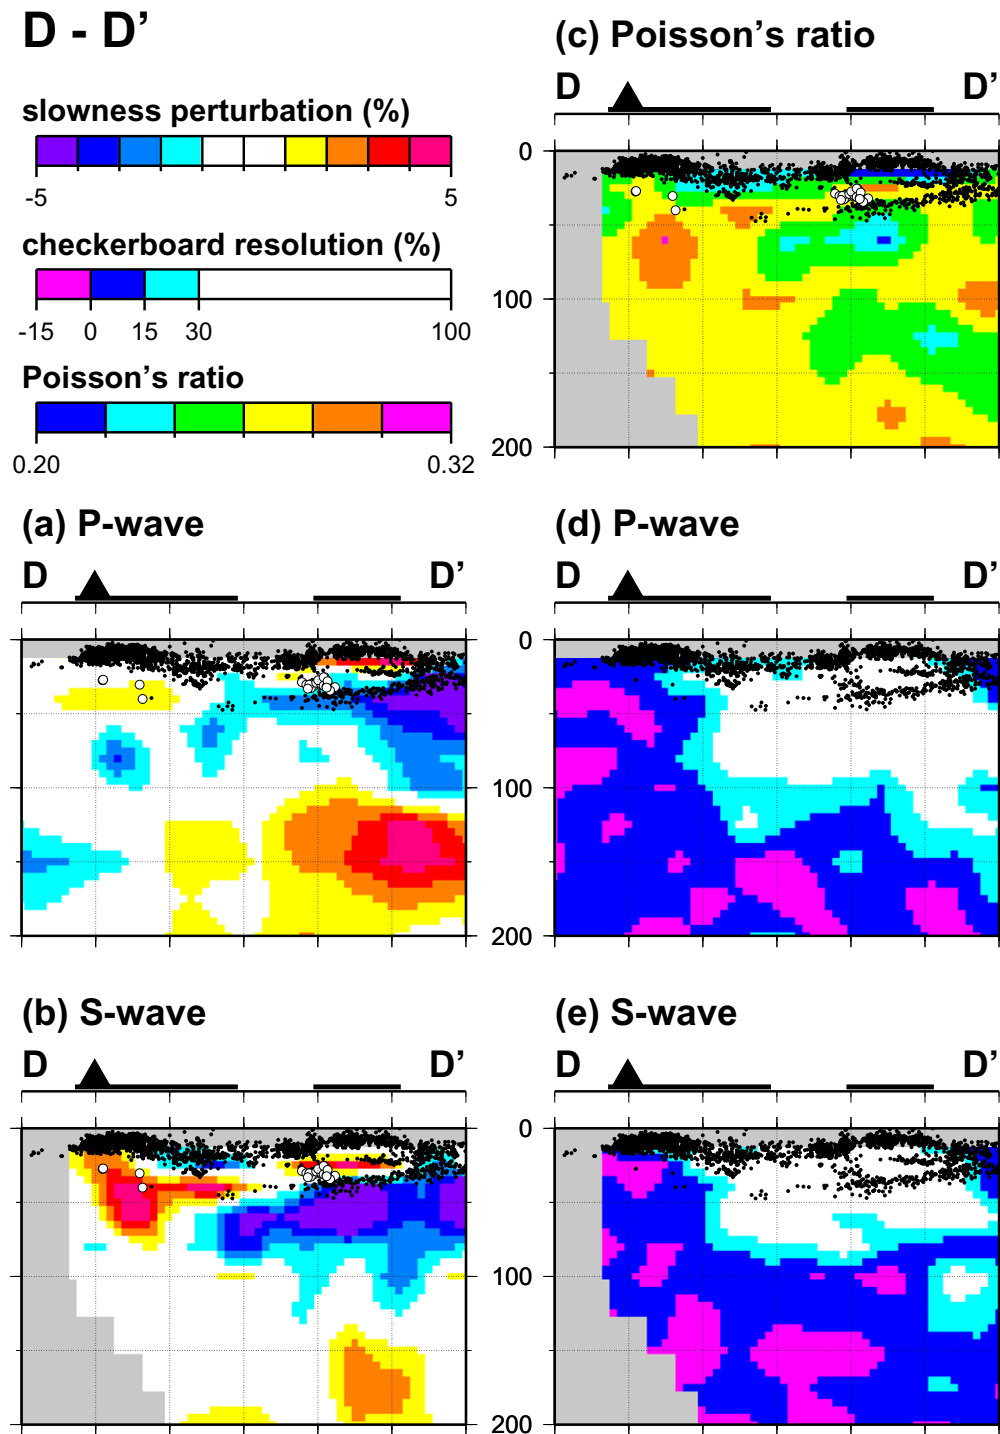 D - D’
slowness perturbation (%)
-5 5
checkerboard resolution (%)
-15 0 15 30 100
Poisson’s ratio
0.20 0.32
(c) Poisson’s ratio
D D’
0
100
200
(a) P-wave
D D’
(d) P-wave
D D’
0
100
200
(b) S-wave
D D’
(e) S-wave
D D’
0
100
200